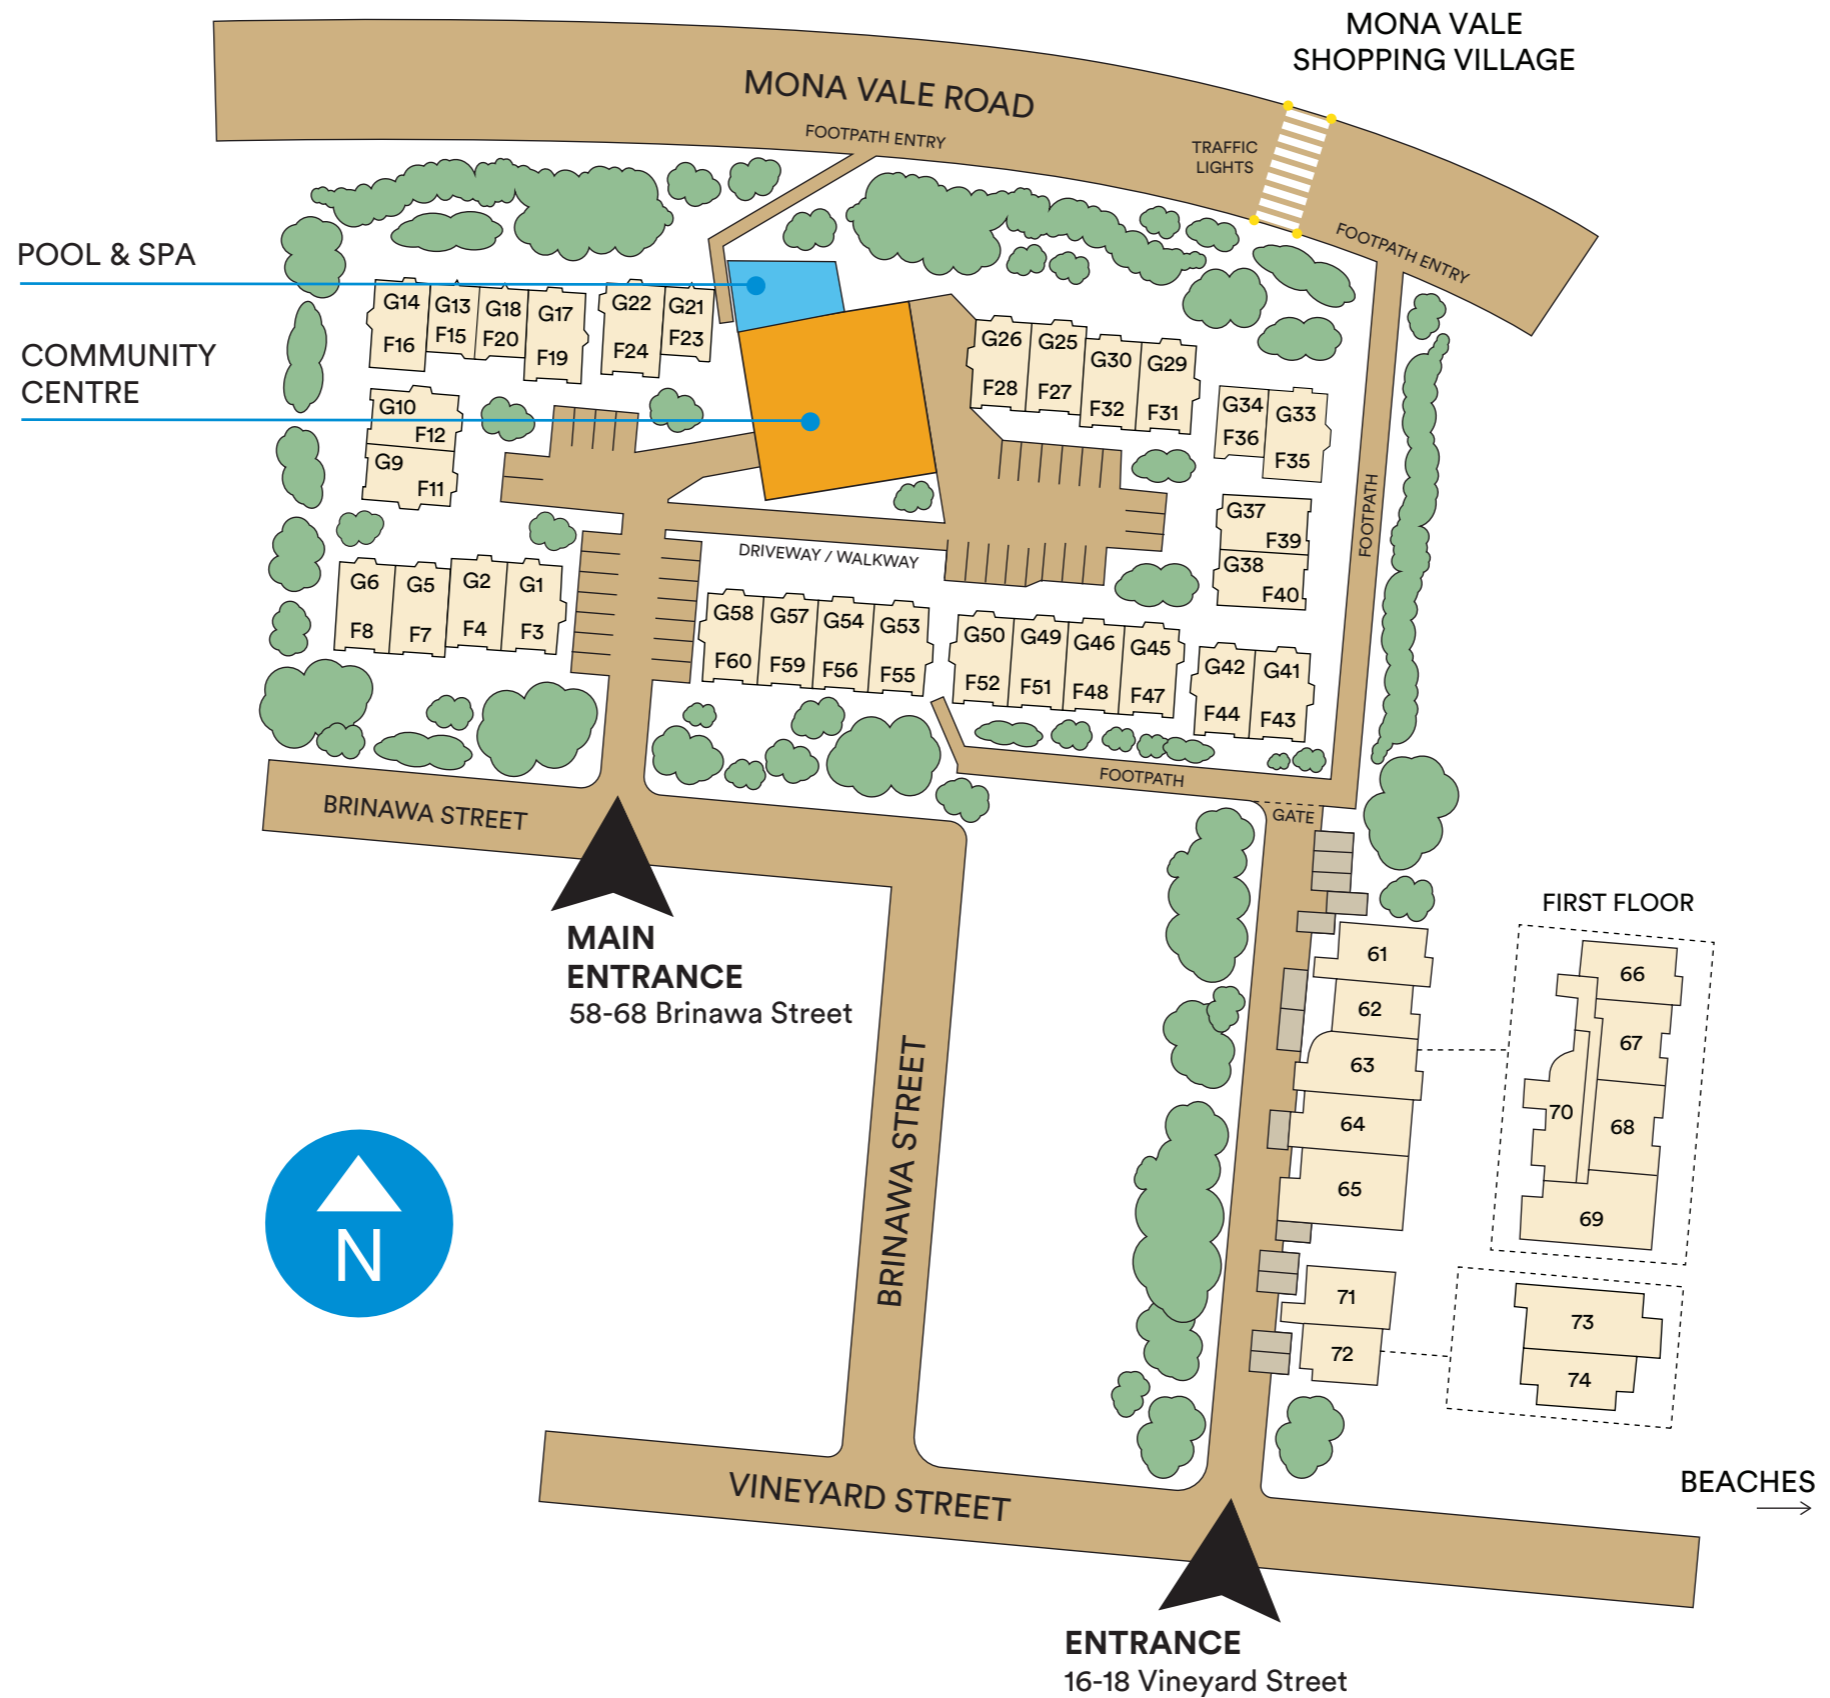 MONA VALE
SHOPPING VILLAGE
MONA VALE ROAD
FOOTPATH ENTRY
TRAFFIC
LIGHTS
FOOTPATH ENTRY
POOL & SPA
COMMUNITY
CENTRE
G14
F16
G13
F15
G18
F20
G17
F19
G22
F24
G21
F23
G10
F12
G9
F11
G26
F28
G25
F27
G30
F32
G29
F31
G34
F36
G33
F35
G37
F39
G38
F40
FOOTPATH
DRIVEWAY / WALKWAY
G6
F8
G5
F7
G2
F4
G1
F3
G58
F60
G57
F59
G54
F56
G53
F55
G50
F52
G49
F51
G46
F48
G45
F47
G42
F44
G41
F43
FOOTPATH
GATE
BRINAWA STREET
MAIN
ENTRANCE
58-68 Brinawa Street
BRINAWA STREET
FIRST FLOOR
61
62
63
64
65
66
67
68
70
69
71
72
73
74
N
VINEYARD STREET
BEACHES
ENTRANCE
16-18 Vineyard Street